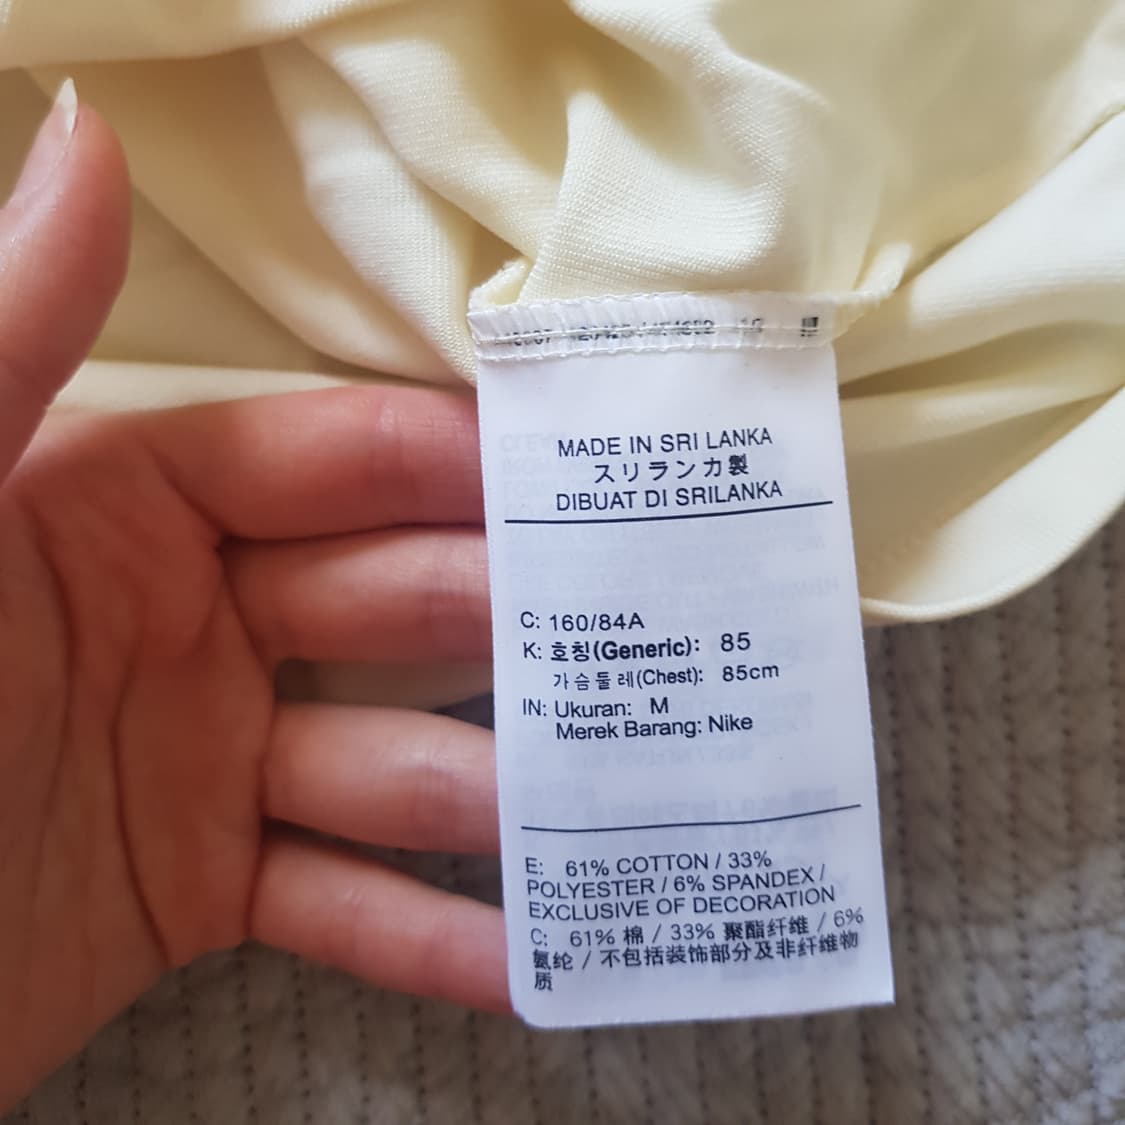 MADE IN SRI LANKA
スリランカ製
DIBUAT DI SRILANKA
C: 160/84A
K: 호칭(Generic): 85
가슴둘레(Chest): 85cm
IN: Ukuran: M
Merek Barang: Nike
E: 61% COTTON / 33%
POLYESTER / 6% SPANDEX /
EXCLUSIVE OF DECORATION
C: 61% 棉 / 33% 聚酯纤维 / 6%
氨纶 / 不包括装饰部分及非纤维物
质